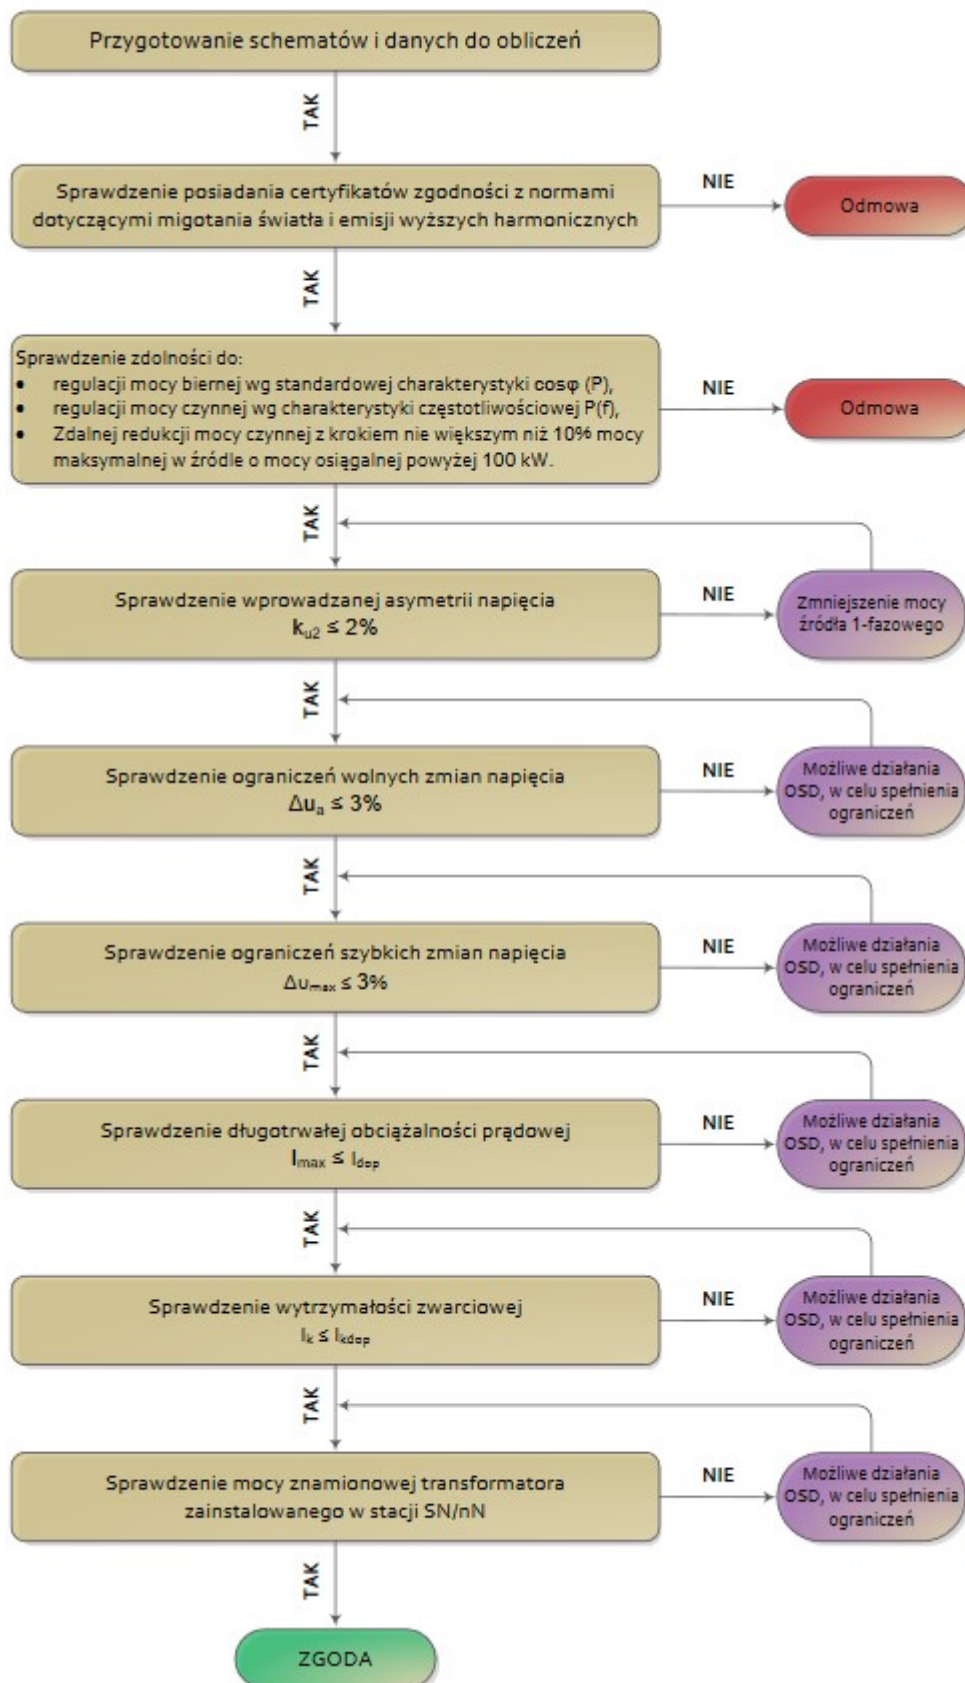 Przygotowanie schematów i danych do obliczeń
TAK
Sprawdzenie posiadania certyfikatów zgodności z normami
dotyczącymi migotania światła i emisji wyższych harmonicznych
NIE
Odmowa
TAK
Sprawdzenie zdolności do:
• regulacji mocy biernej wg standardowej charakterystyki cosφ (P),
• regulacji mocy czynnej wg charakterystyki częstotliwościowej P(f),
• Zdalnej redukcji mocy czynnej z krokiem nie większym niż 10% mocy
maksymalnej w źródle o mocy osiągalnej powyżej 100 kW.
NIE
Odmowa
TAK
Sprawdzenie wprowadzanej asymetrii napięcia
ku2 ≤ 2%
NIE
Zmniejszenie mocy
źródła 1-fazowego
TAK
Sprawdzenie ograniczeń wolnych zmian napięcia
Δua ≤ 3%
NIE
Możliwe działania
OSD, w celu spełnienia
ograniczeń
TAK
Sprawdzenie ograniczeń szybkich zmian napięcia
Δumax ≤ 3%
NIE
Możliwe działania
OSD, w celu spełnienia
ograniczeń
TAK
Sprawdzenie długotrwałej obciążalności prądowej
Imax ≤ Idop
NIE
Możliwe działania
OSD, w celu spełnienia
ograniczeń
TAK
Sprawdzenie wytrzymałości zwarciowej
Ik ≤ Ikdop
NIE
Możliwe działania
OSD, w celu spełnienia
ograniczeń
TAK
Sprawdzenie mocy znamionowej transformatora
zainstalowanego w stacji SN/nN
NIE
Możliwe działania
OSD, w celu spełnienia
ograniczeń
TAK
ZGODA